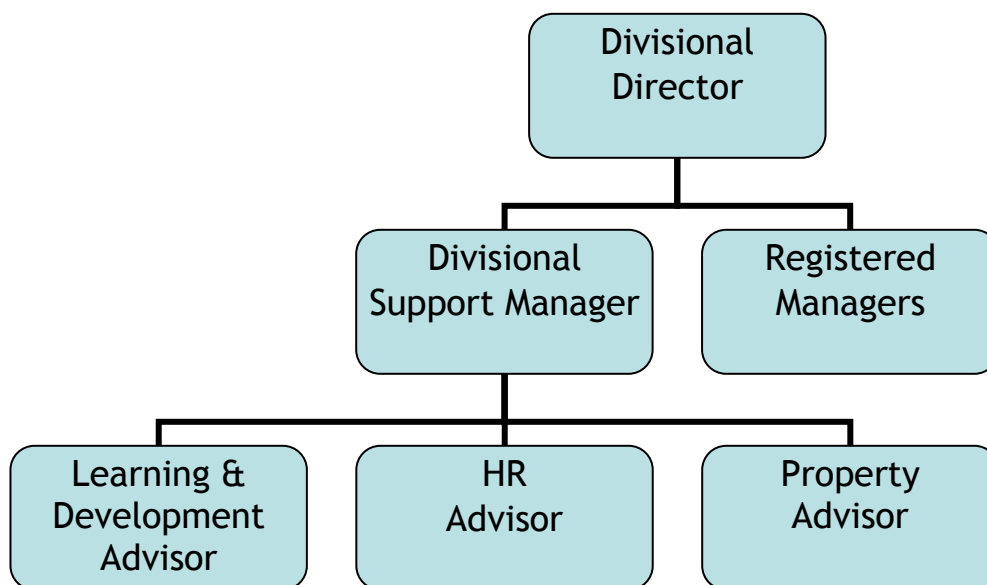 Divisional
Director
Divisional
Support Manager
Registered
Managers
Learning &
Development
Advisor
HR
Advisor
Property
Advisor